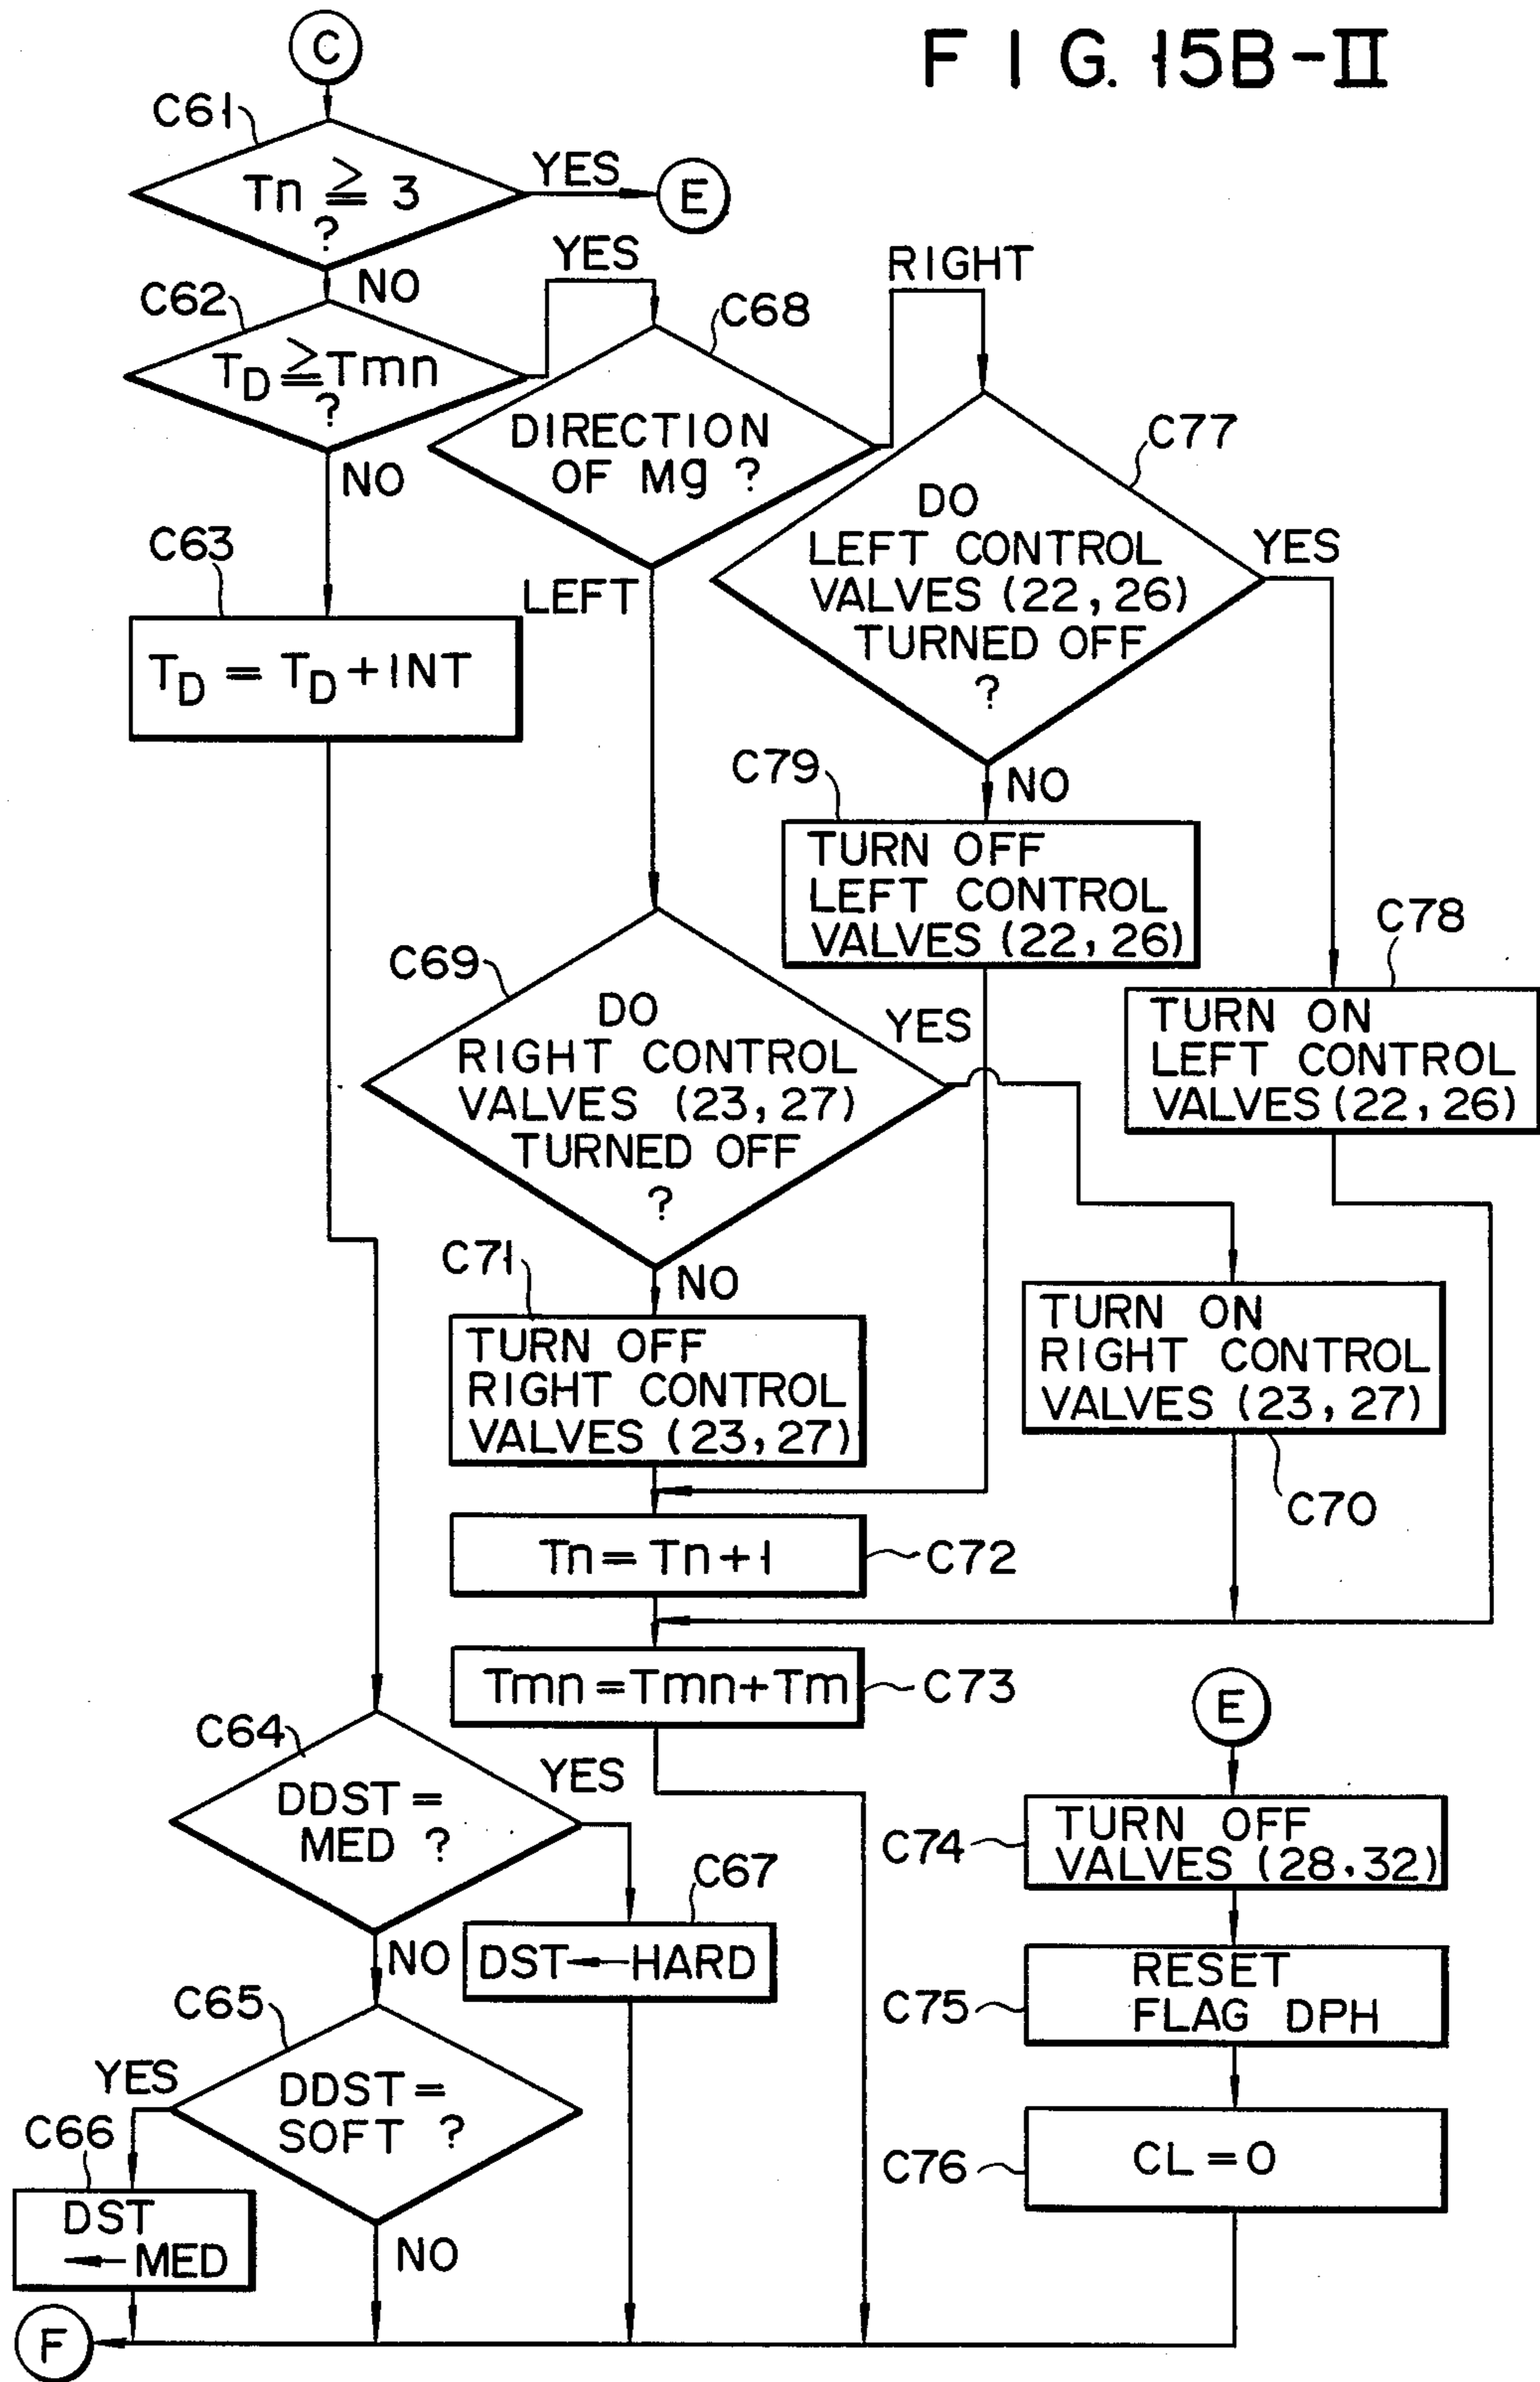 F I G. 15B-II
C
C61
Tn ≧ 3
?
YES
E
NO
C62
TD ≧ Tmn
?
YES
NO
C68
DIRECTION
OF Mg ?
RIGHT
LEFT
C77
DO
LEFT CONTROL
VALVES (22, 26)
TURNED OFF
?
YES
NO
C63
TD = TD + INT
C79
TURN OFF
LEFT CONTROL
VALVES (22, 26)
C78
TURN ON
LEFT CONTROL
VALVES (22, 26)
C69
DO
RIGHT CONTROL
VALVES (23, 27)
TURNED OFF
?
YES
NO
C71
TURN OFF
RIGHT CONTROL
VALVES (23, 27)
TURN ON
RIGHT CONTROL
VALVES (23, 27)
C70
Tn = Tn + 1
C72
Tmn = Tmn + Tm
C73
C64
DDST =
MED ?
YES
NO
C67
DST ← HARD
C65
DDST =
SOFT ?
YES
NO
C66
DST
← MED
F
E
C74
TURN OFF
VALVES (28, 32)
C75
RESET
FLAG DPH
C76
CL = 0